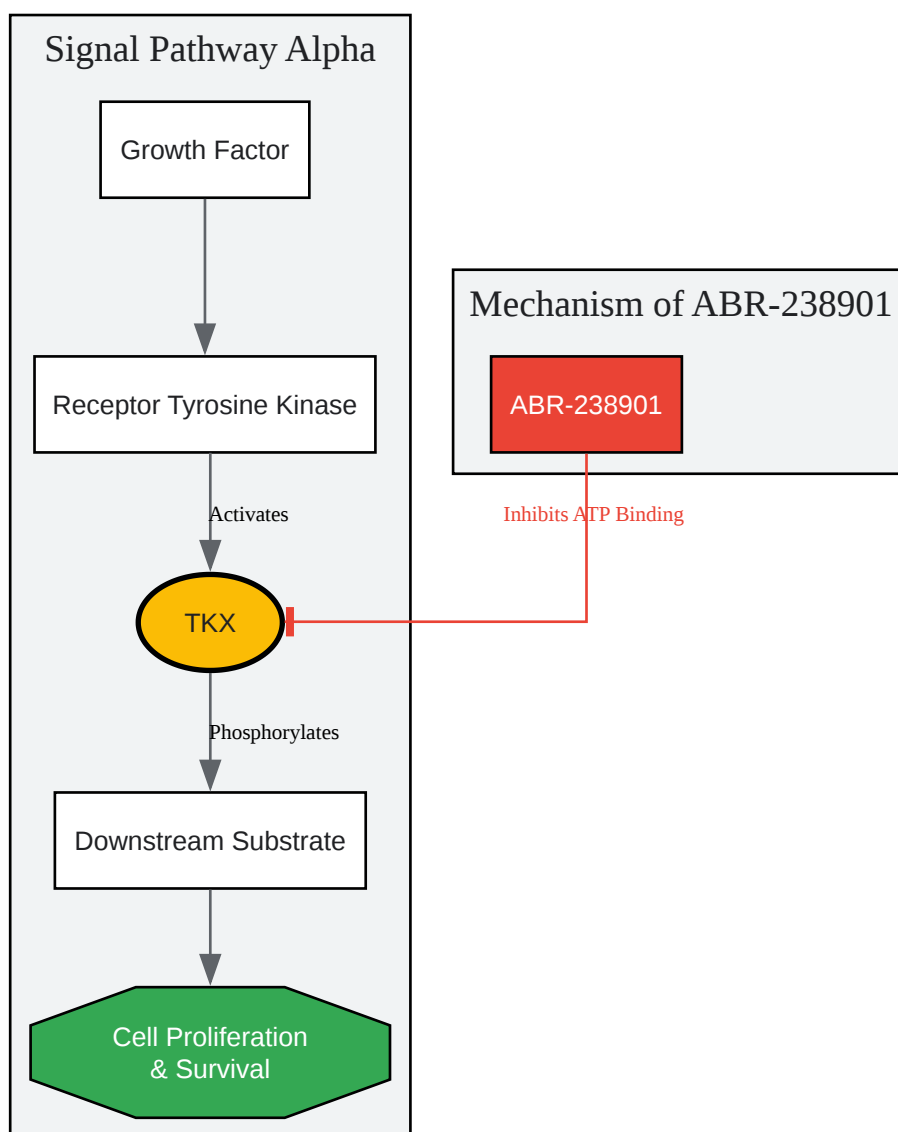 Signal Pathway Alpha
Growth Factor
Receptor Tyrosine Kinase
Activates
TKX
Phosphorylates
Downstream Substrate
Cell Proliferation
& Survival
Mechanism of ABR-238901
ABR-238901
Inhibits ATP Binding